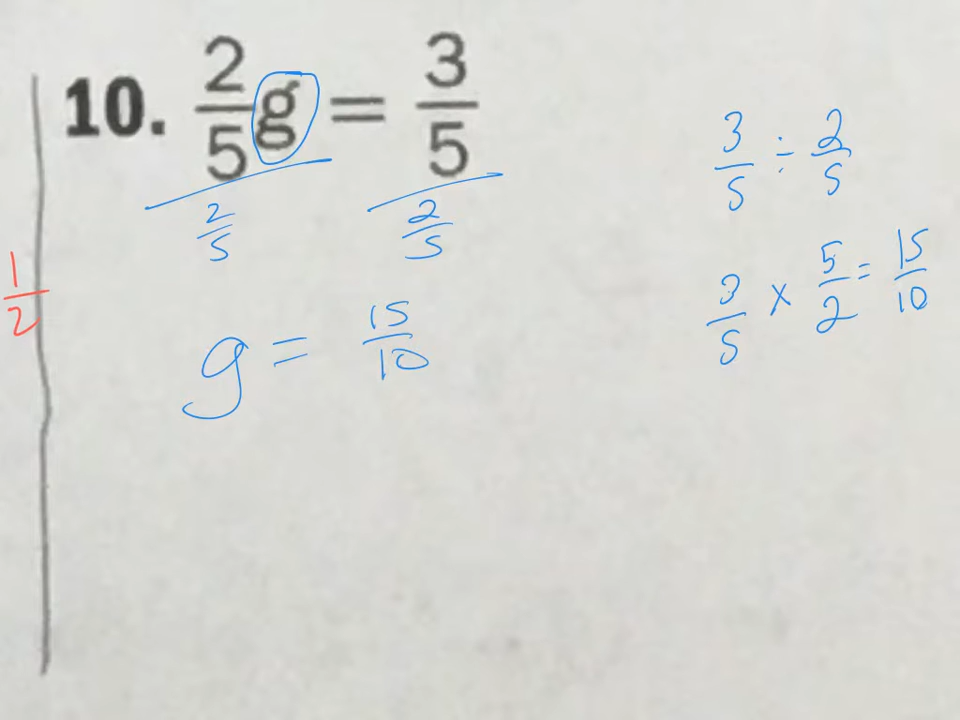 10. 2/5 g = 3/5
2/5 2/5
3/5 ÷ 2/5
1/2
3/5 × 5/2 = 15/10
g = 15/10